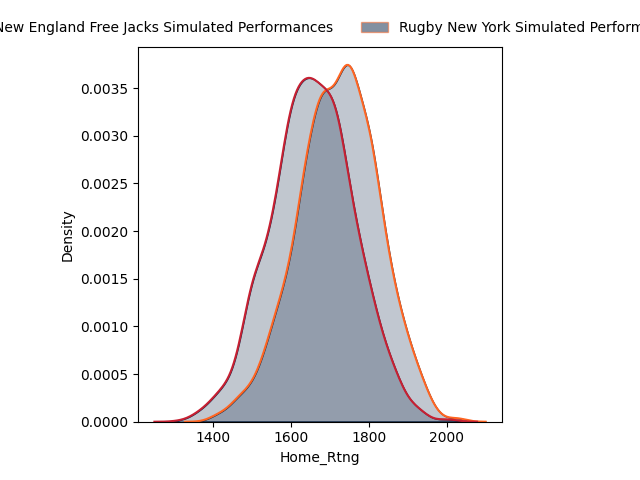 New England Free Jacks Simulated Performances
Rugby New York Simulated Perform
0.0035
0.0030
0.0025
0.0020
0.0015
0.0010
0.0005
0.0000
Density
1400 1600 1800 2000
Home_Rtng